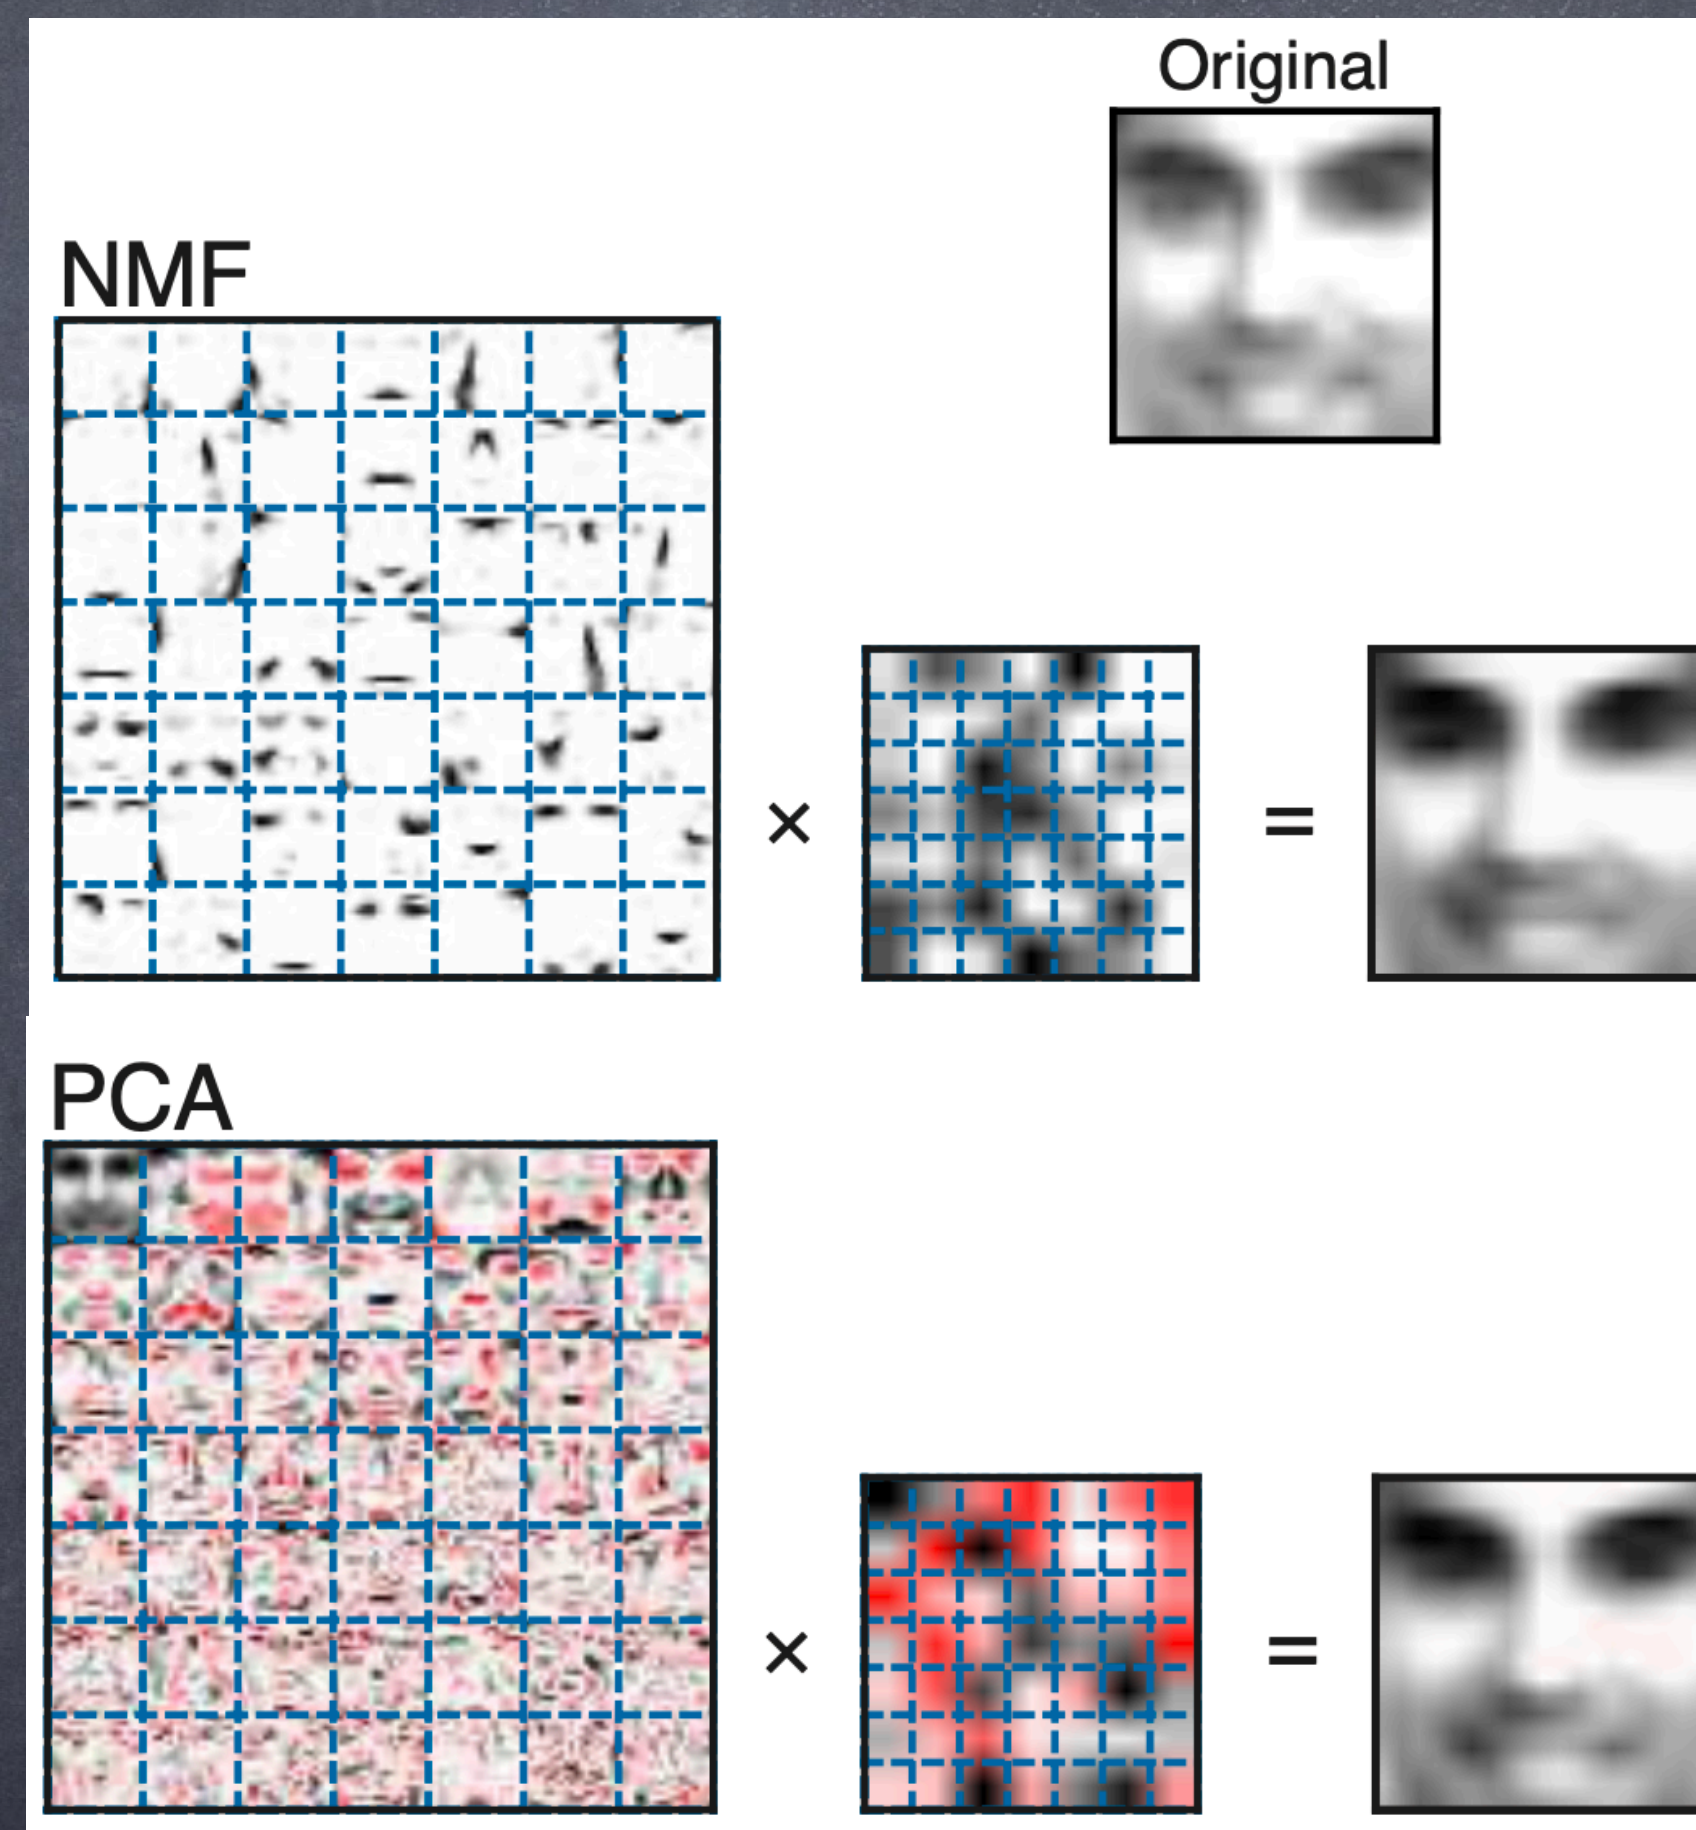 Original
NMF
× =
PCA
× =